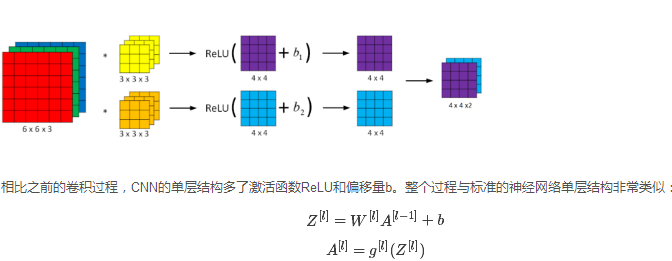 ReLU( + b₁)
* 3 x 3 x 3 4 x 4 4 x 4
4 x 4 x2
ReLU( + b₂)
* 3 x 3 x 3 4 x 4 4 x 4
6 x 6 x 3
相比之前的卷积过程，CNN的单层结构多了激活函数ReLU和偏移量b。整个过程与标准的神经网络单层结构非常类似：
Z^[l] = W^[l]A^[l−1] + b
A^[l] = g^[l](Z^[l])